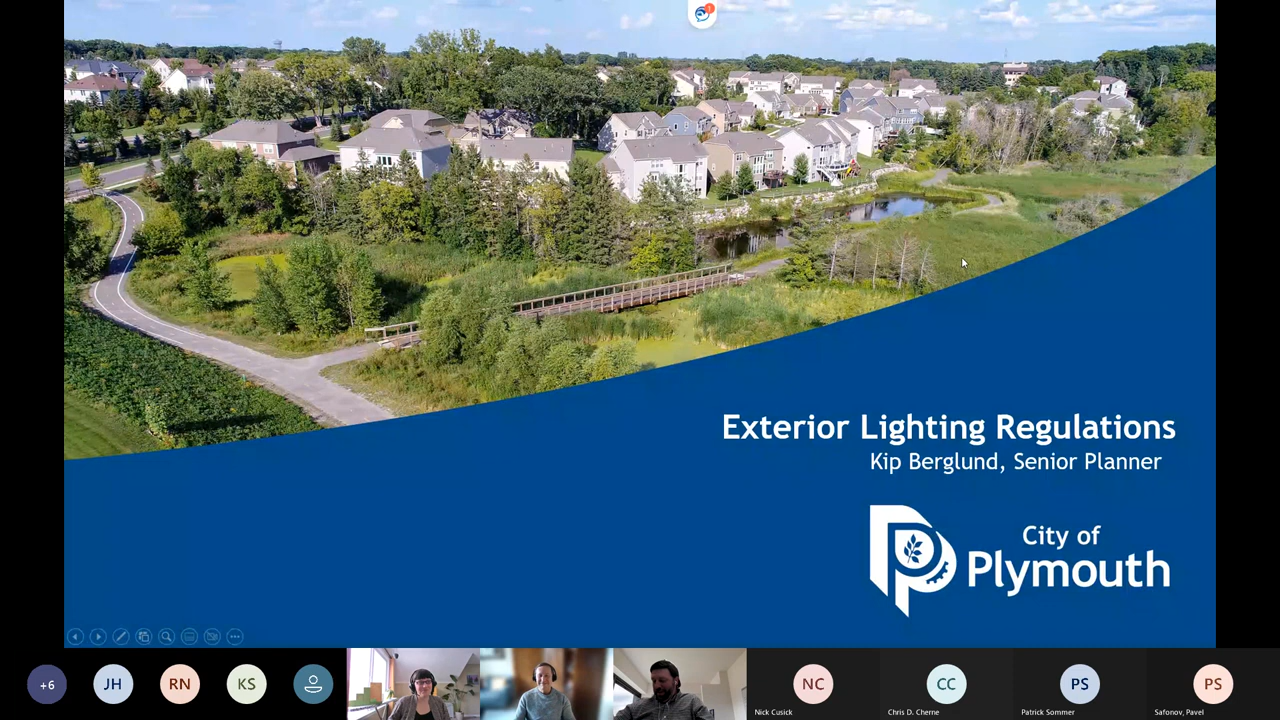 Exterior Lighting Regulations
Kip Berglund, Senior Planner
City of
Plymouth
+6
JH
RN
KS
NC
CC
PS
PS
Nick Cusick
Chris D. Cherne
Patrick Sommer
Safonov, Pavel